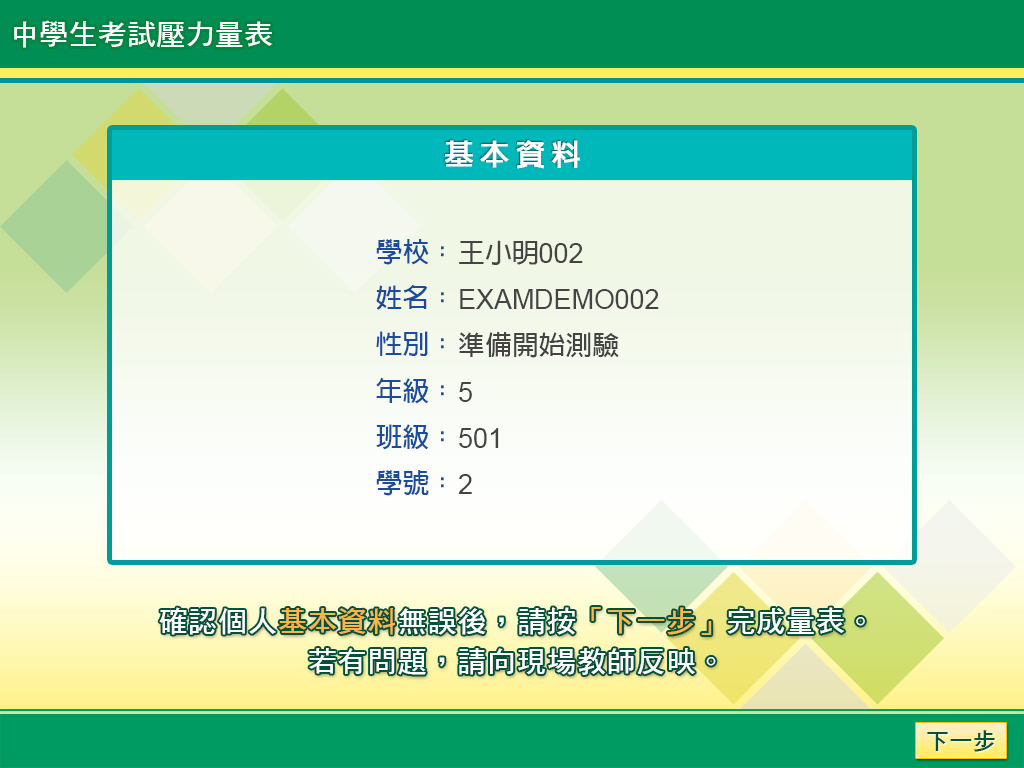 中學生考試壓力量表
基本資料
學校：王小明002
姓名：EXAMDEMO002
性別：準備開始測驗
年級：5
班級：501
學號：2
確認個人基本資料無誤後，請按「下一步」完成量表。
若有問題，請向現場教師反映。
下一步